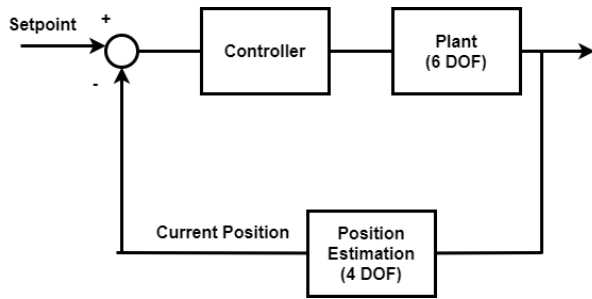 Setpoint
+
-
Controller
Plant
(6 DOF)
Current Position
Position
Estimation
(4 DOF)